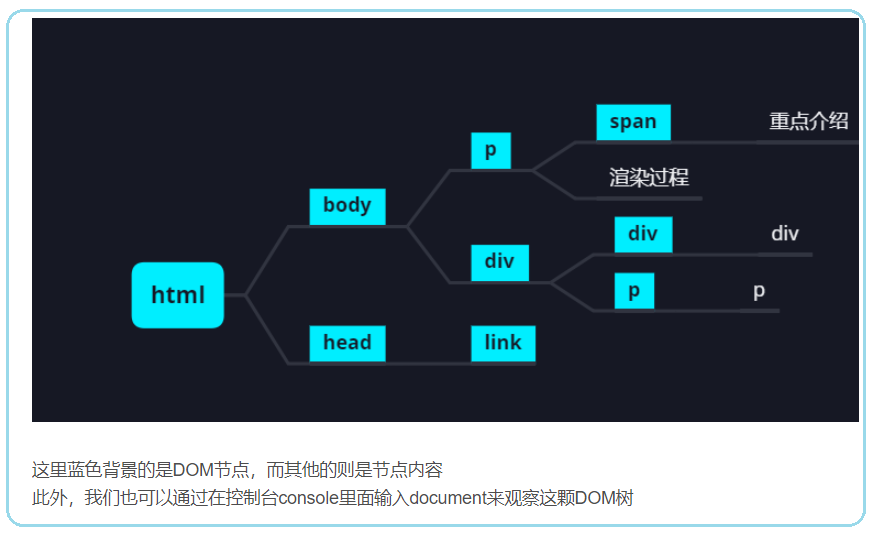 span
重点介绍
p
渲染过程
body
div
div
div
html
p
p
head
link
这里蓝色背景的是DOM节点，而其他的则是节点内容
此外，我们也可以通过在控制台console里面输入document来观察这颗DOM树